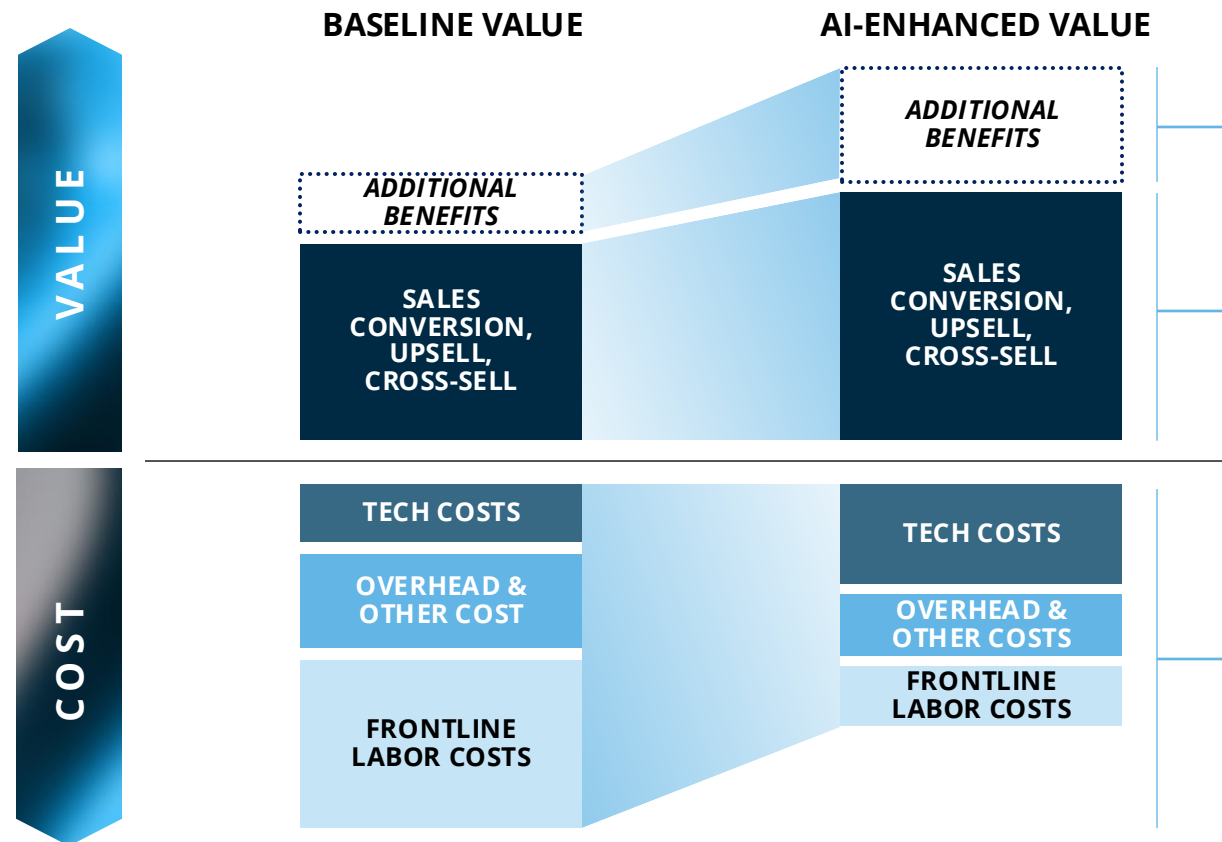 BASELINE VALUE
AI-ENHANCED VALUE
VALUE
ADDITIONAL
BENEFITS
SALES
CONVERSION,
UPSELL,
CROSS-SELL
ADDITIONAL
BENEFITS
SALES
CONVERSION,
UPSELL,
CROSS-SELL
COST
TECH COSTS
OVERHEAD &
OTHER COST
FRONTLINE
LABOR COSTS
TECH COSTS
OVERHEAD &
OTHER COSTS
FRONTLINE
LABOR COSTS